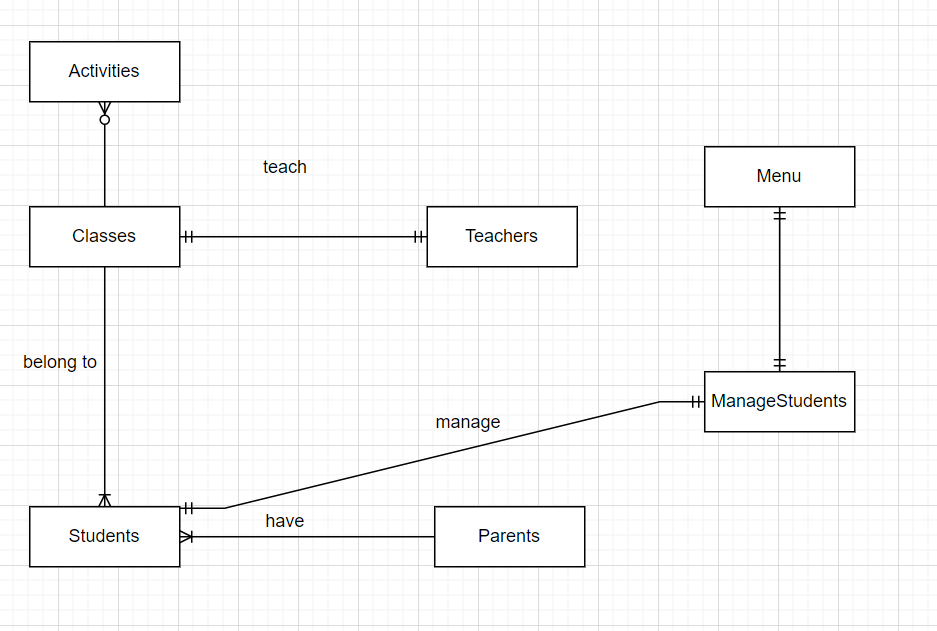 Activities
teach
Menu
Classes
Teachers
belong to
ManageStudents
manage
have
Students
Parents